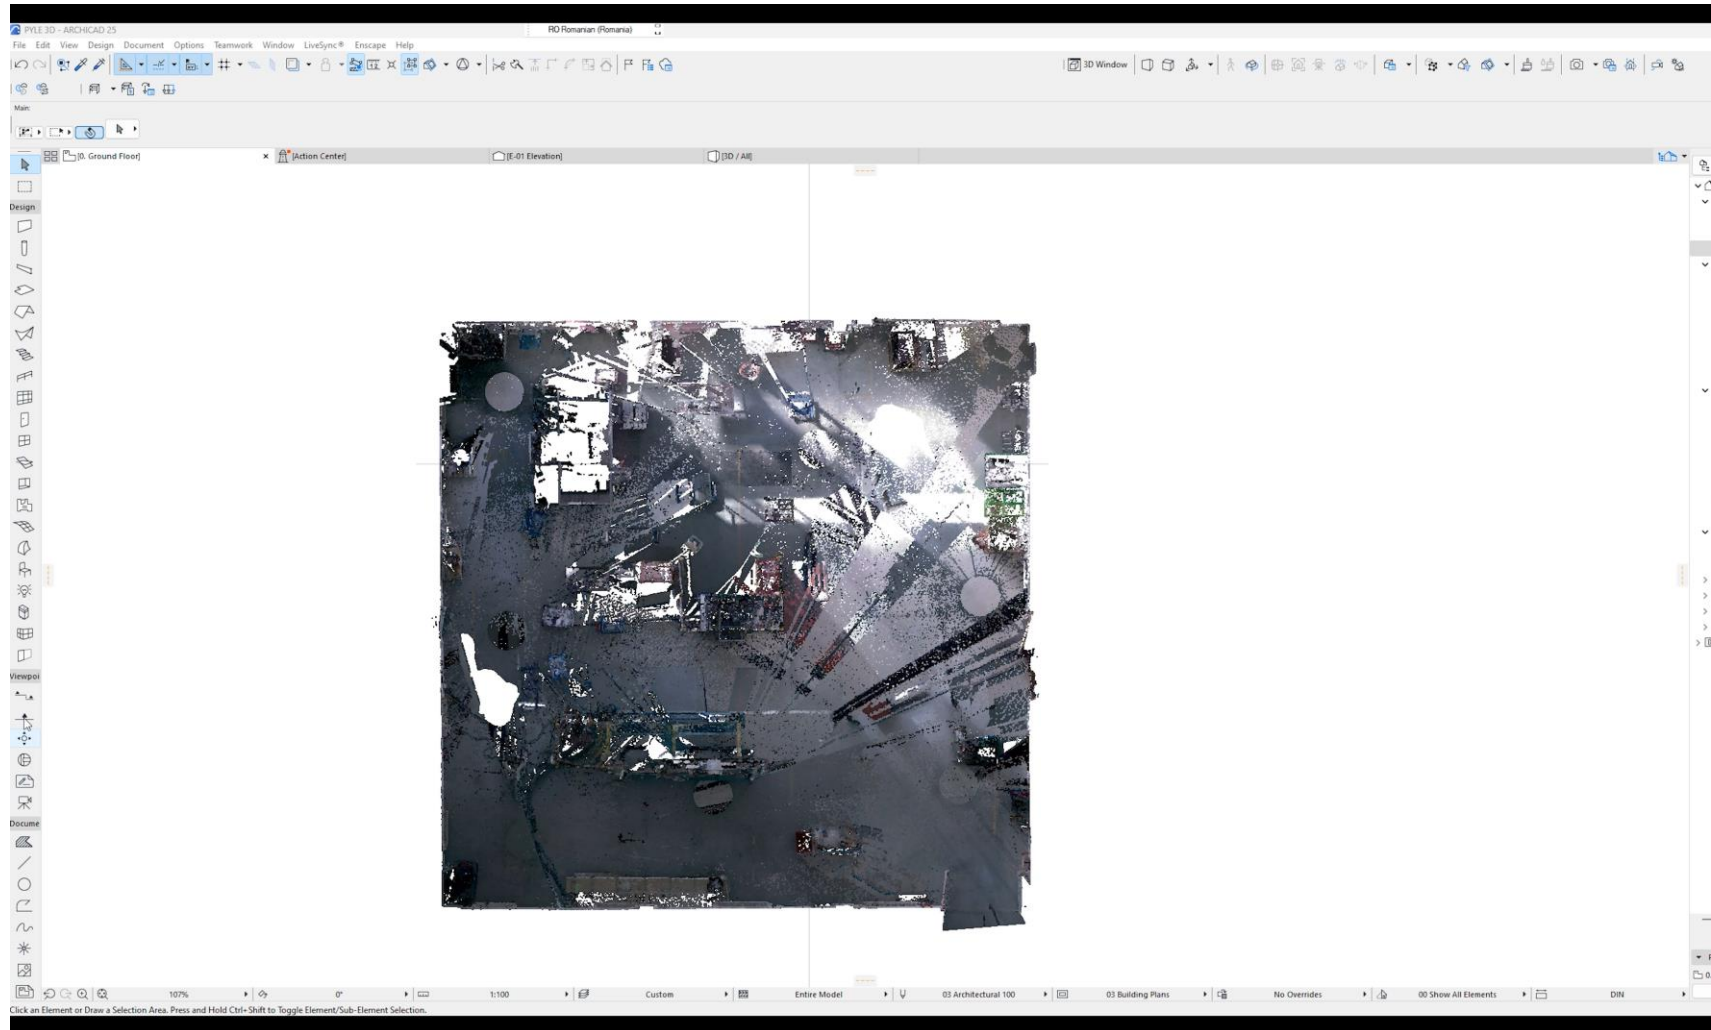 PYLE 3D - ARCHICAD 25
RO Romanian (Romania)
File Edit View Design Document Options Teamwork Window LiveSync® Enscape Help
3D Window
Main:
[0. Ground Floor]
[Action Center]
[E-01 Elevation]
[3D / All]
Design
Viewpoi
Docume
107% 0° 1:100 Custom Entire Model 03 Architectural 100 03 Building Plans No Overrides 00 Show All Elements DIN
Click an Element or Draw a Selection Area. Press and Hold Ctrl+Shift to Toggle Element/Sub-Element Selection.